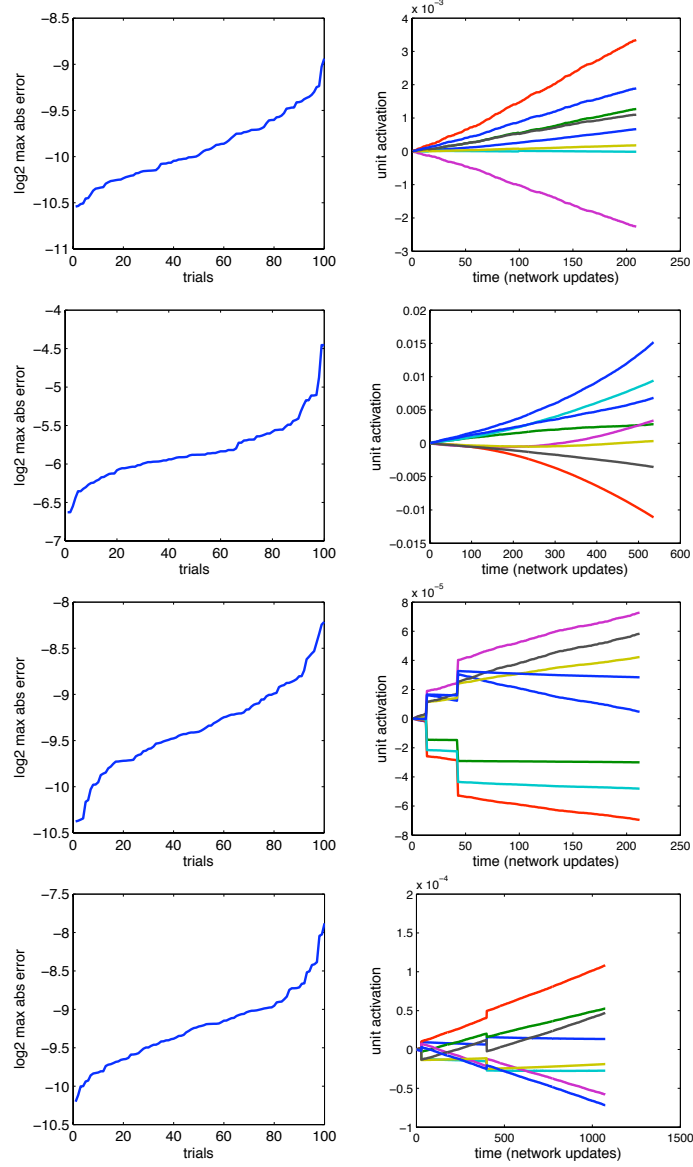 −8.5
−9
−9.5
−10
−10.5
−11
log2 max abs error
0 20 40 60 80 100
trials
x 10^−3
4
3
2
1
0
−1
−2
−3
unit activation
0 50 100 150 200 250
time (network updates)
−4
−4.5
−5
−5.5
−6
−6.5
−7
log2 max abs error
0 20 40 60 80 100
trials
0.02
0.015
0.01
0.005
0
−0.005
−0.01
−0.015
unit activation
0 100 200 300 400 500 600
time (network updates)
−8
−8.5
−9
−9.5
−10
−10.5
log2 max abs error
0 20 40 60 80 100
trials
x 10^−5
8
6
4
2
0
−2
−4
−6
−8
unit activation
0 50 100 150 200 250
time (network updates)
−7.5
−8
−8.5
−9
−9.5
−10
−10.5
log2 max abs error
0 20 40 60 80 100
trials
x 10^−4
2
1.5
1
0.5
0
−0.5
−1
unit activation
0 500 1000 1500
time (network updates)